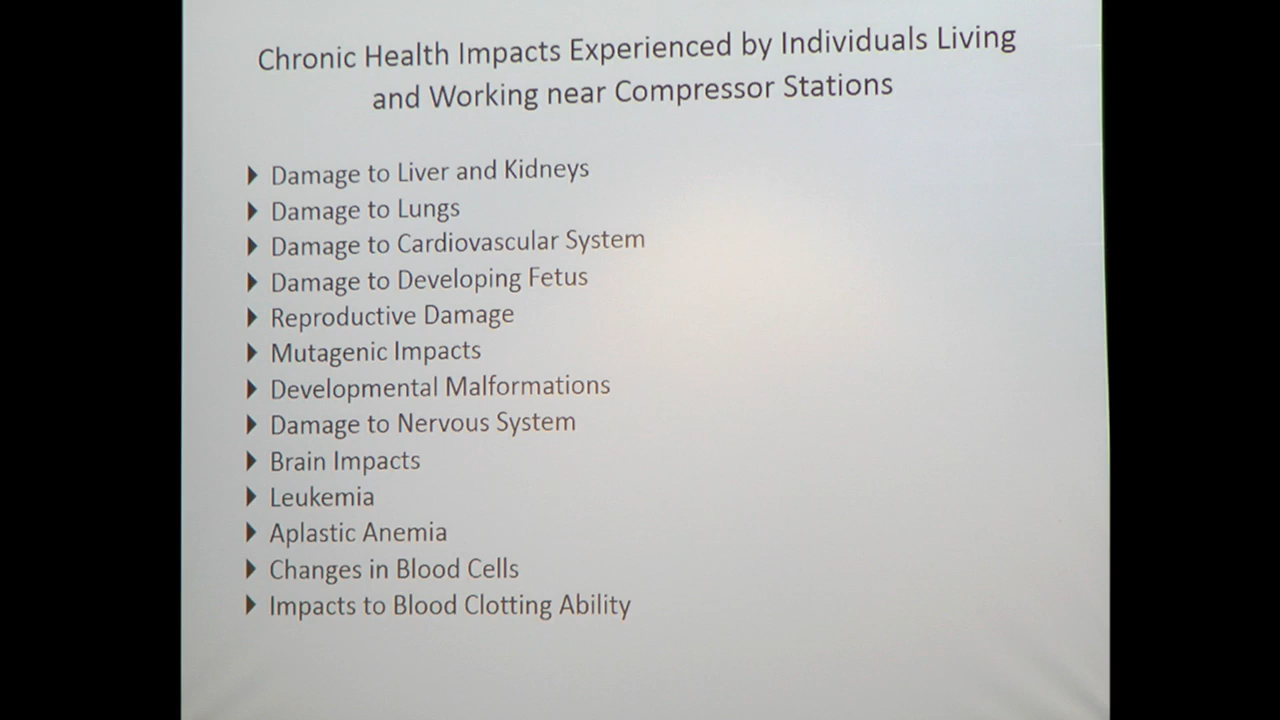 Chronic Health Impacts Experienced by Individuals Living
and Working near Compressor Stations
Damage to Liver and Kidneys
Damage to Lungs
Damage to Cardiovascular System
Damage to Developing Fetus
Reproductive Damage
Mutagenic Impacts
Developmental Malformations
Damage to Nervous System
Brain Impacts
Leukemia
Aplastic Anemia
Changes in Blood Cells
Impacts to Blood Clotting Ability